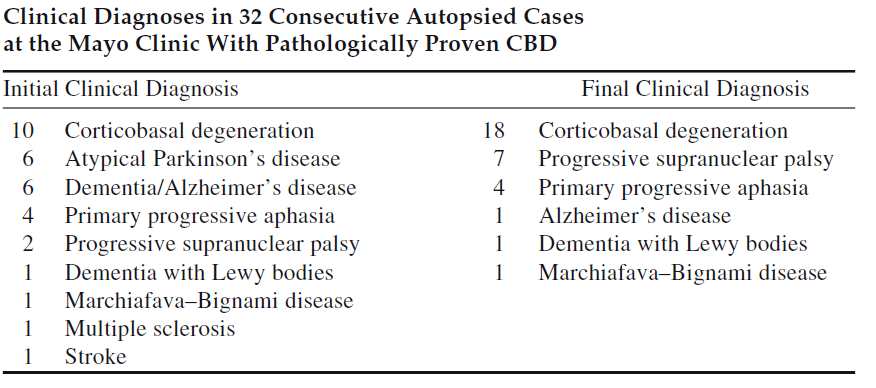 Clinical Diagnoses in 32 Consecutive Autopsied Cases
at the Mayo Clinic With Pathologically Proven CBD
Initial Clinical Diagnosis Final Clinical Diagnosis
10 Corticobasal degeneration 18 Corticobasal degeneration
6 Atypical Parkinson’s disease 7 Progressive supranuclear palsy
6 Dementia/Alzheimer’s disease 4 Primary progressive aphasia
4 Primary progressive aphasia 1 Alzheimer’s disease
2 Progressive supranuclear palsy 1 Dementia with Lewy bodies
1 Dementia with Lewy bodies 1 Marchiafava–Bignami disease
1 Marchiafava–Bignami disease
1 Multiple sclerosis
1 Stroke